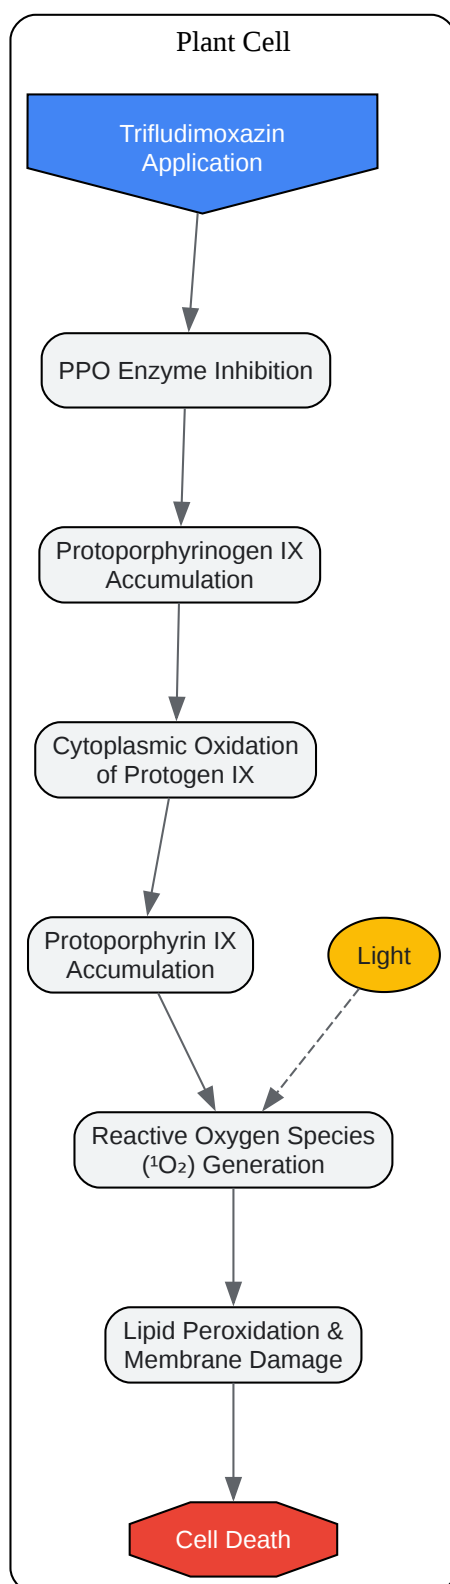 Plant Cell
Trifludimoxazin
Application
PPO Enzyme Inhibition
Protoporphyrinogen IX
Accumulation
Cytoplasmic Oxidation
of Protogen IX
Protoporphyrin IX
Accumulation
Light
Reactive Oxygen Species
(¹O₂) Generation
Lipid Peroxidation &
Membrane Damage
Cell Death